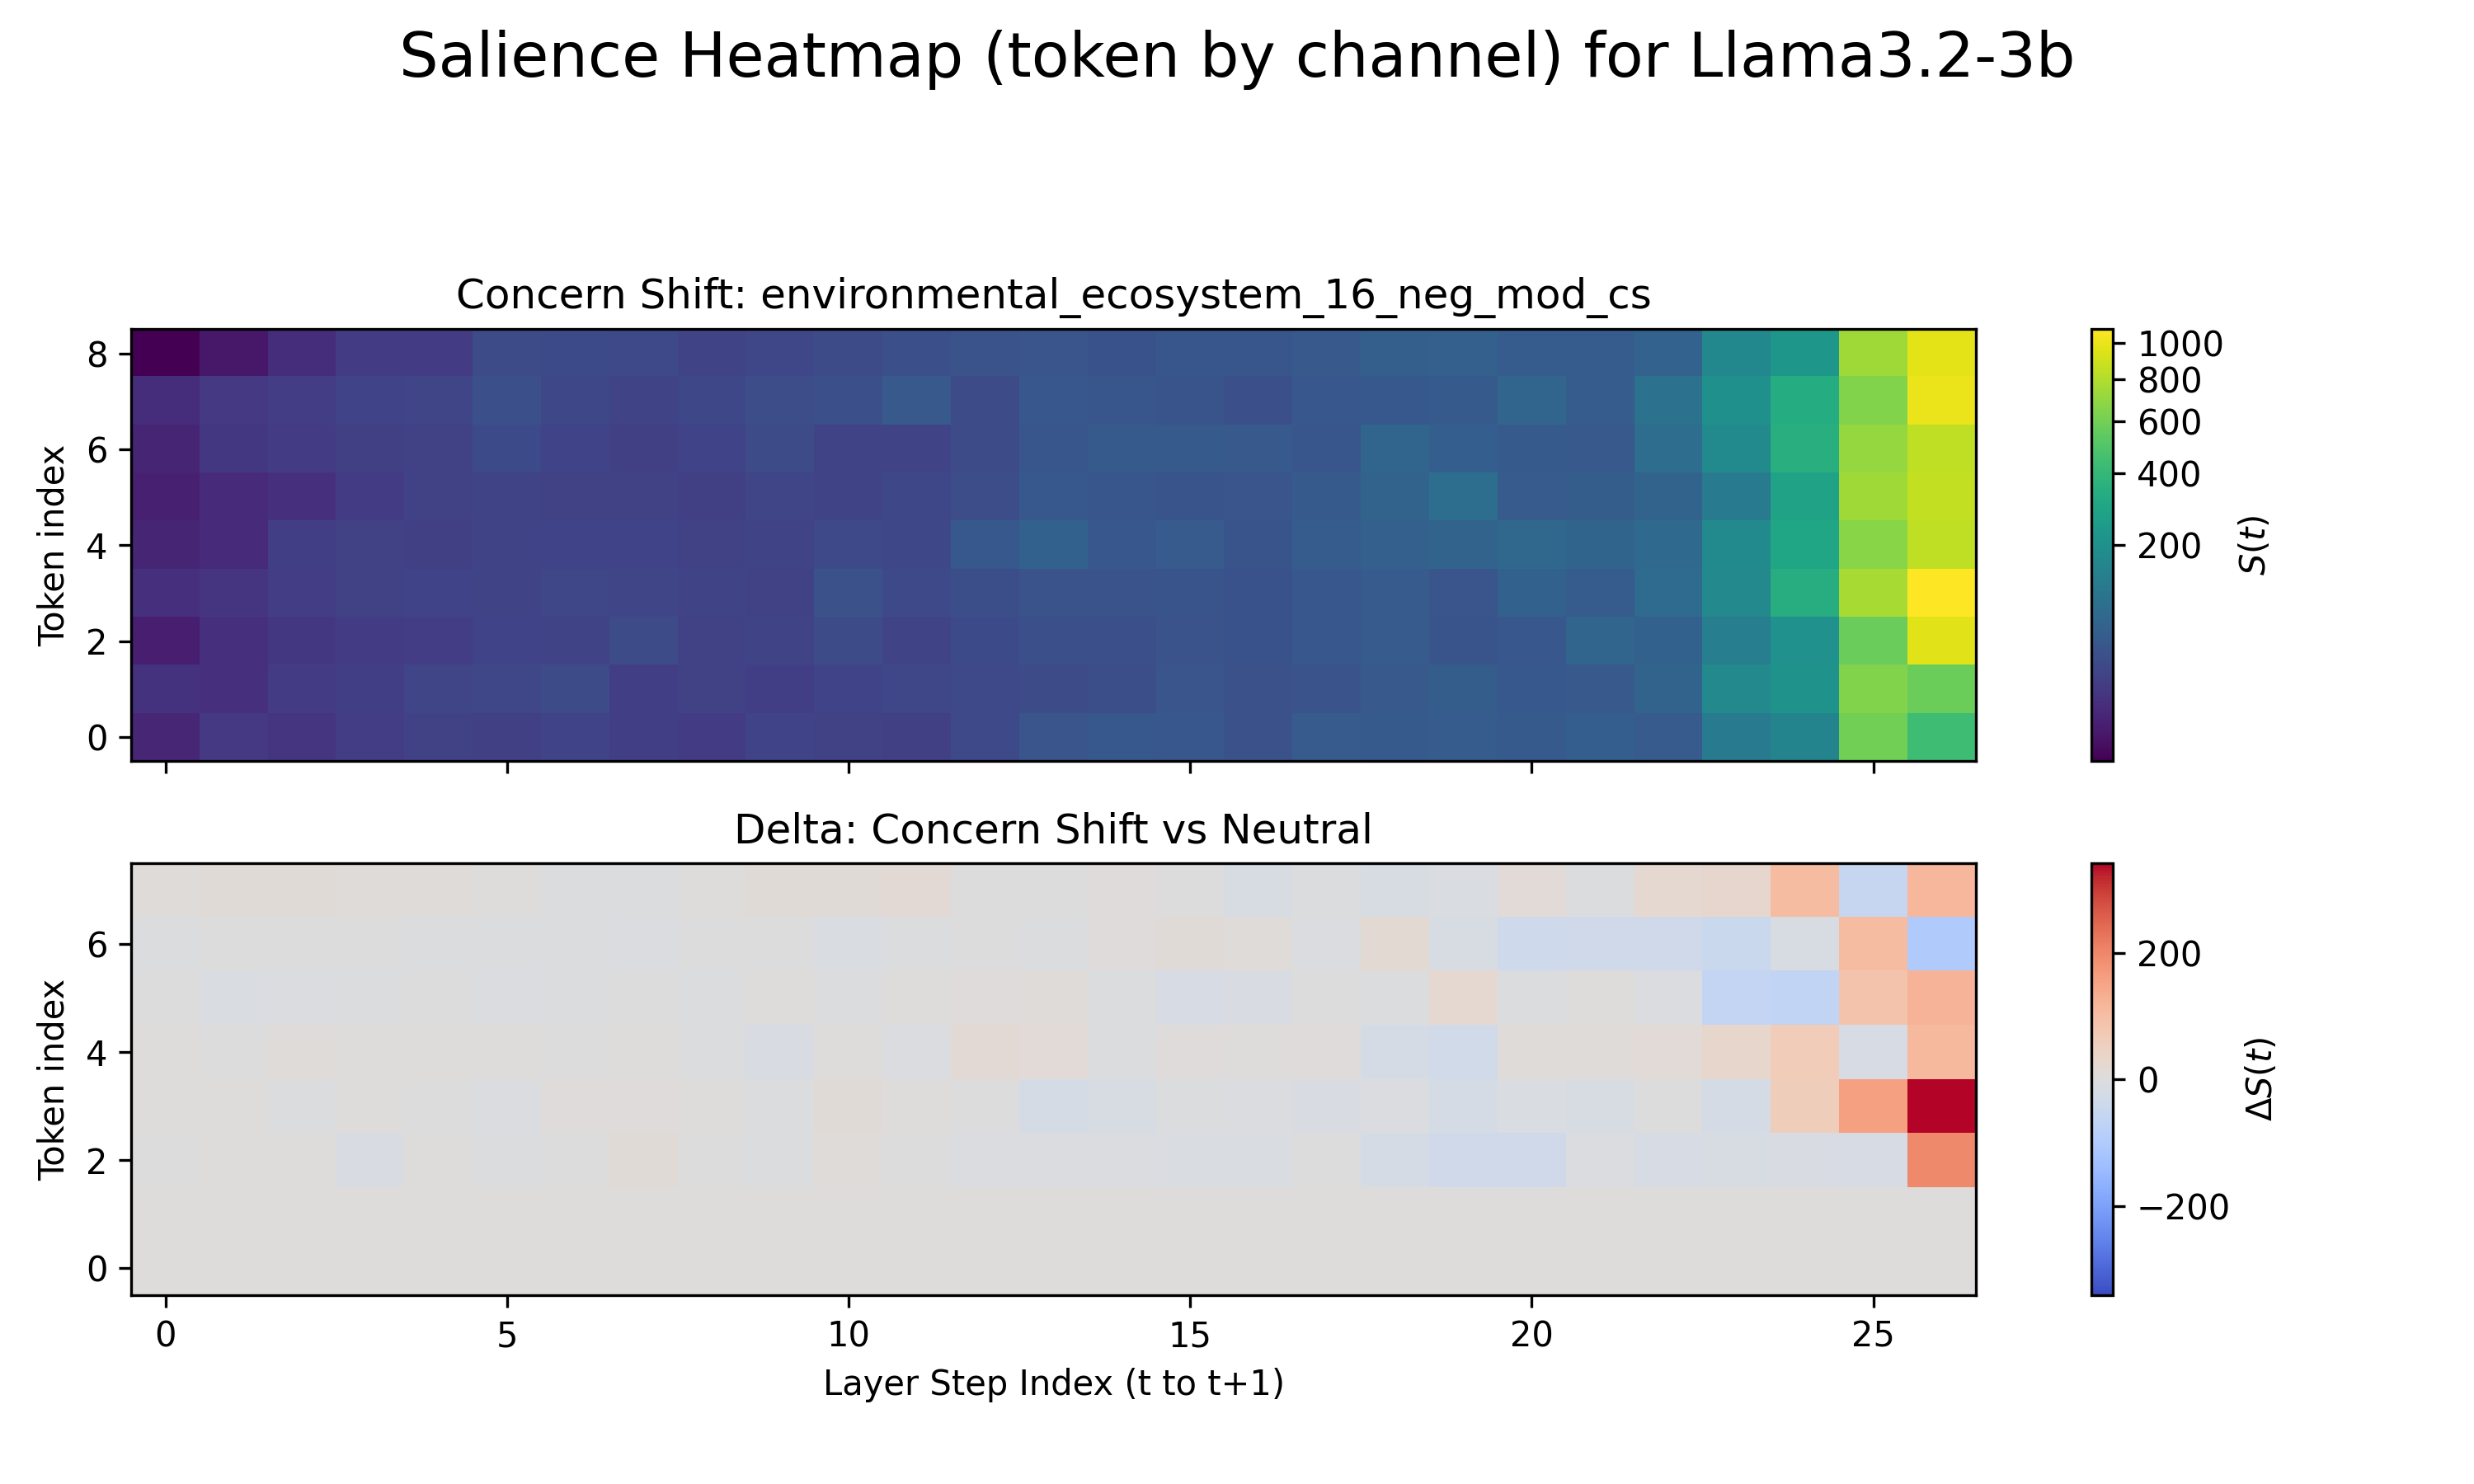 Salience Heatmap (token by channel) for Llama3.2-3b
Concern Shift: environmental_ecosystem_16_neg_mod_cs
Token index
8
6
4
2
0
1000
800
600
400
200
S(t)
Delta: Concern Shift vs Neutral
Token index
6
4
2
0
0
5
10
15
20
25
Layer Step Index (t to t+1)
200
0
−200
ΔS(t)